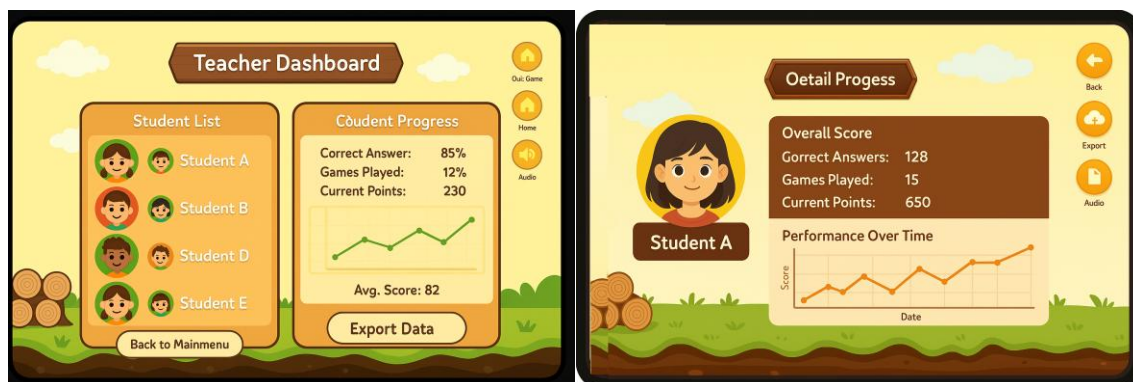 Teacher Dashboard
Oui: Game
Home
Audio
Student List
Student A
Student B
Student D
Student E
Back to Mainmenu
Còudent Progress
Correct Answer: 85%
Games Played: 12%
Current Points: 230
Avg. Score: 82
Export Data
Oetail Progess
Back
Export
Audio
Student A
Overall Score
Gorrect Answers: 128
Games Played: 15
Current Points: 650
Performance Over Time
Score
Date